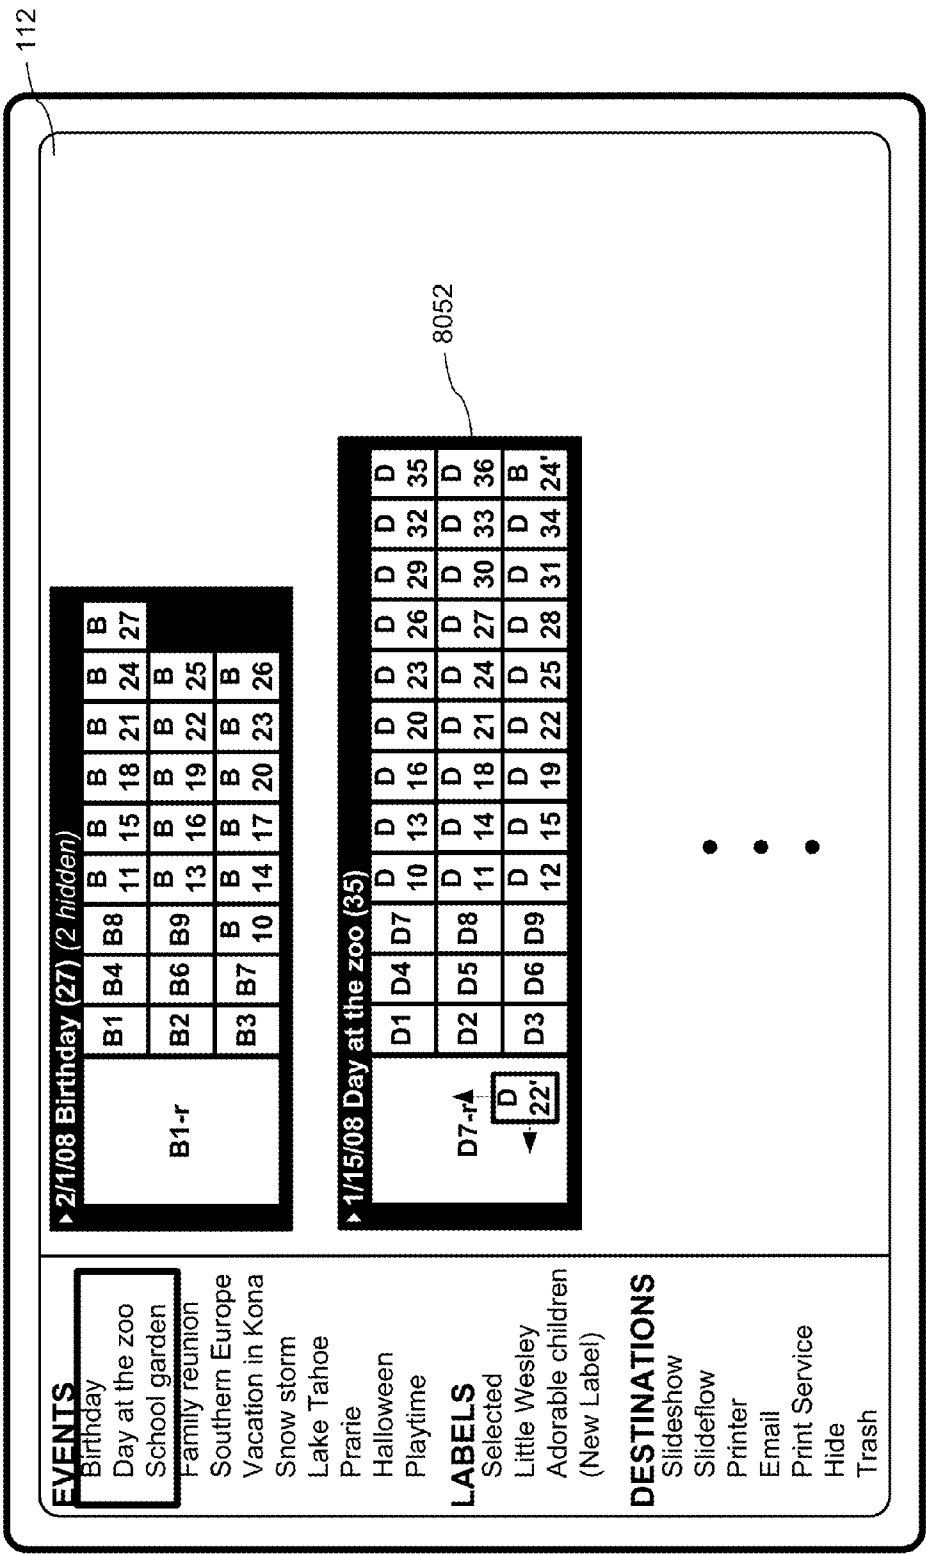 112
EVENTS
Birthday
Day at the zoo
School garden
Family reunion
Southern Europe
Vacation in Kona
Snow storm
Lake Tahoe
Prarie
Halloween
Playtime
LABELS
Selected
Little Wesley
Adorable children
(New Label)
DESTINATIONS
Slideshow
Slideflow
Printer
Email
Print Service
Hide
Trash
2/1/08 Birthday (27) (2 hidden)
B1-r
B1 B4 B8 B 11 B 15 B 18 B 21 B 24 B 27
B2 B6 B9 B 13 B 16 B 19 B 22 B 25
B3 B7 B 10 B 14 B 17 B 20 B 23 B 26
1/15/08 Day at the zoo (35)
D7-r
D 22'
D1 D4 D7 D 10 D 13 D 16 D 20 D 23 D 26 D 29 D 32 D 35
D2 D5 D8 D 11 D 14 D 18 D 21 D 24 D 27 D 30 D 33 D 36
D3 D6 D9 D 12 D 15 D 19 D 22 D 25 D 28 D 31 D 34 B 24'
8052